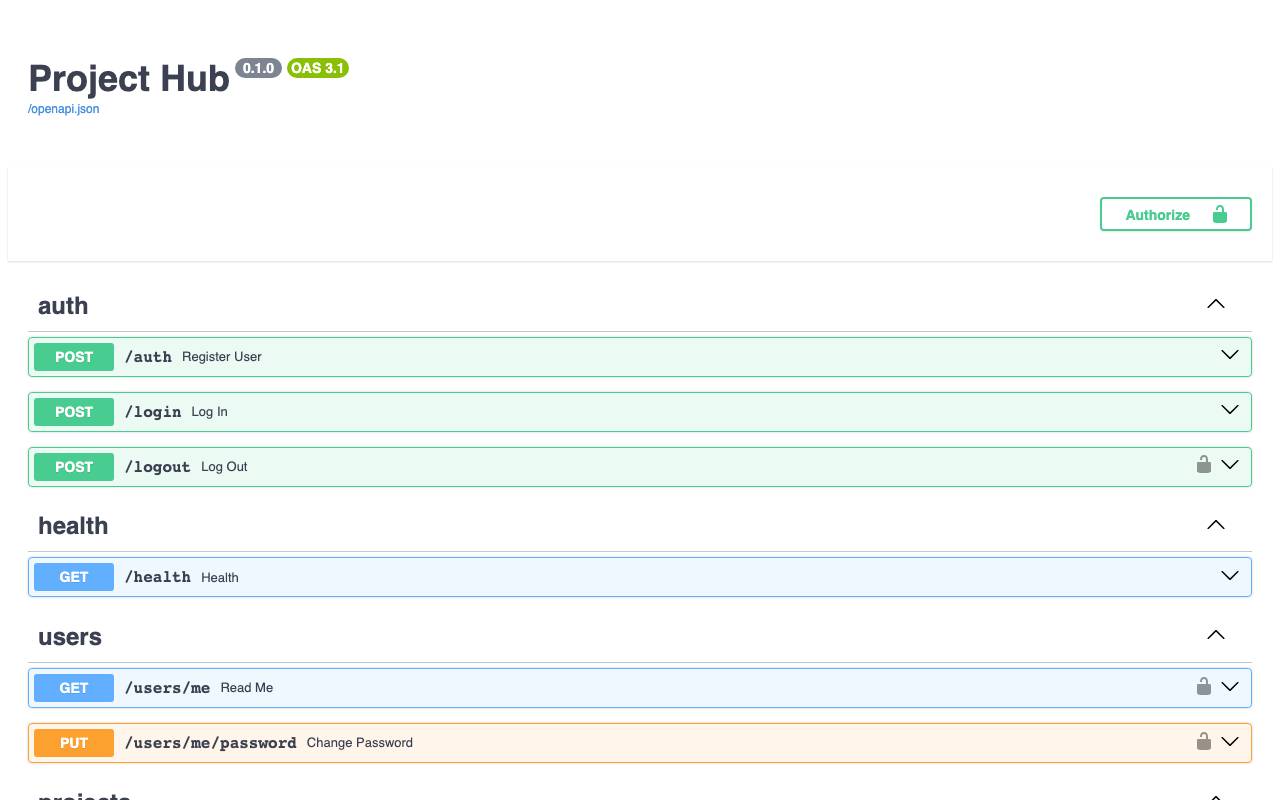 Project Hub 0.1.0 OAS 3.1
/openapi.json
Authorize
auth
POST /auth Register User
POST /login Log In
POST /logout Log Out
health
GET /health Health
users
GET /users/me Read Me
PUT /users/me/password Change Password
projects